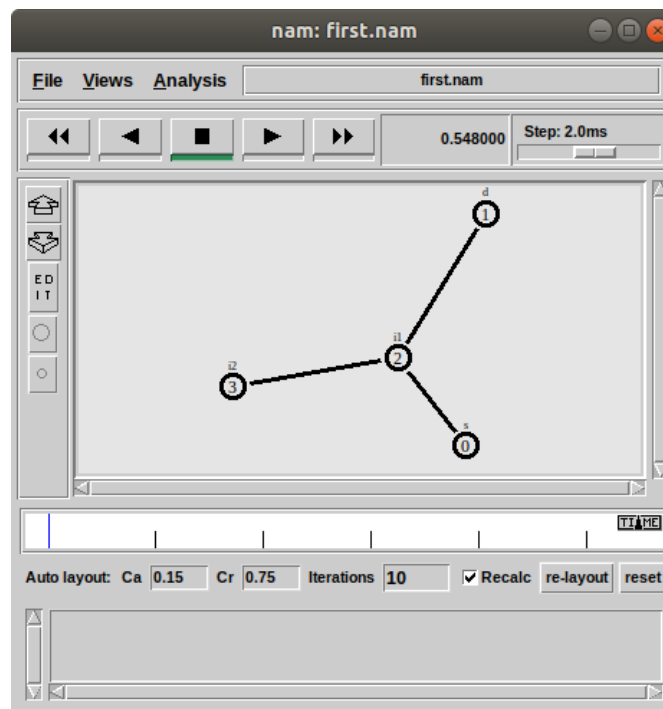 nam: first.nam
File Views Analysis first.nam
0.548000 Step: 2.0ms
ED
IT
d
1
i1
2
i2
3
s
0
TIME
Auto layout: Ca 0.15 Cr 0.75 Iterations 10 Recalc re-layout reset